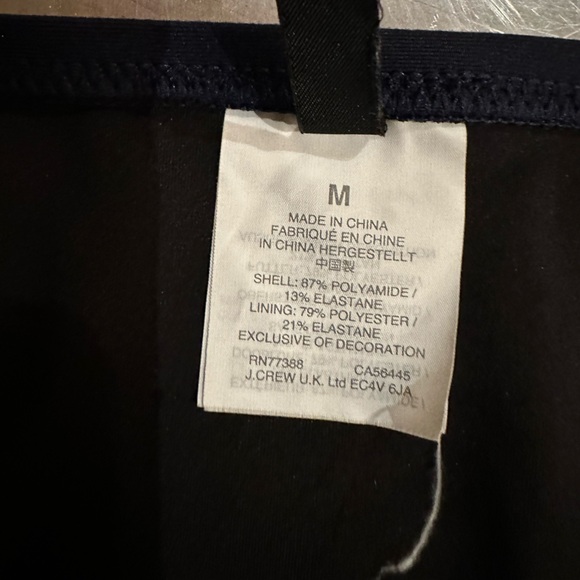 M
MADE IN CHINA
FABRIQUÉ EN CHINE
IN CHINA HERGESTELLT
中国製
SHELL: 87% POLYAMIDE /
13% ELASTANE
LINING: 79% POLYESTER /
21% ELASTANE
EXCLUSIVE OF DECORATION
RN77388 CA56445
J.CREW U.K. Ltd EC4V 6JA